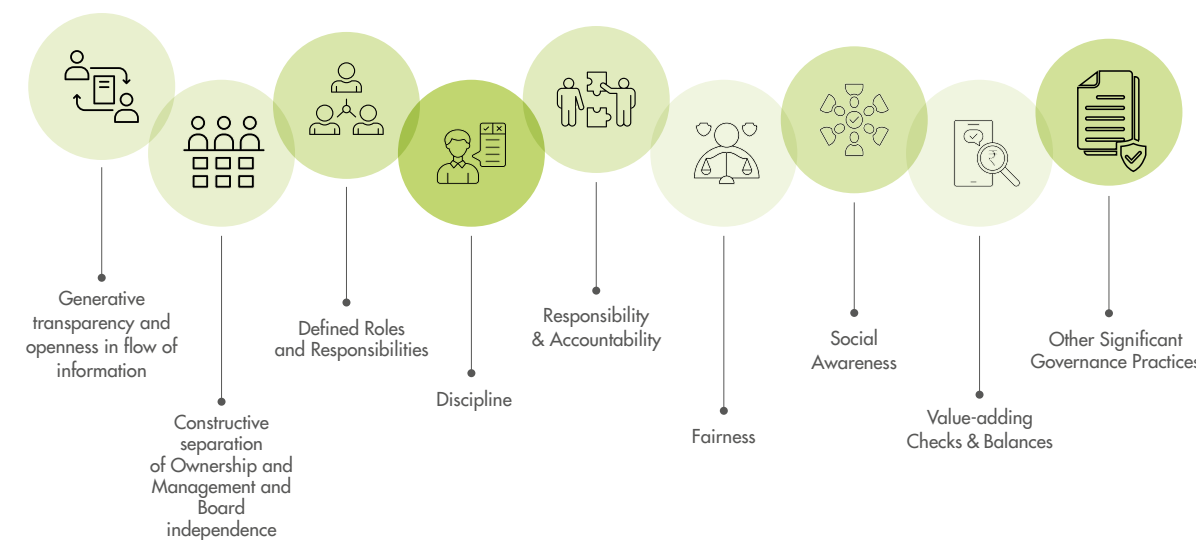 Generative
transparency and
openness in flow of
information
Constructive
separation
of Ownership and
Management and
Board
independence
Defined Roles
and Responsibilities
Discipline
Responsibility
& Accountability
Fairness
Social
Awareness
Value-adding
Checks & Balances
Other Significant
Governance Practices
₹